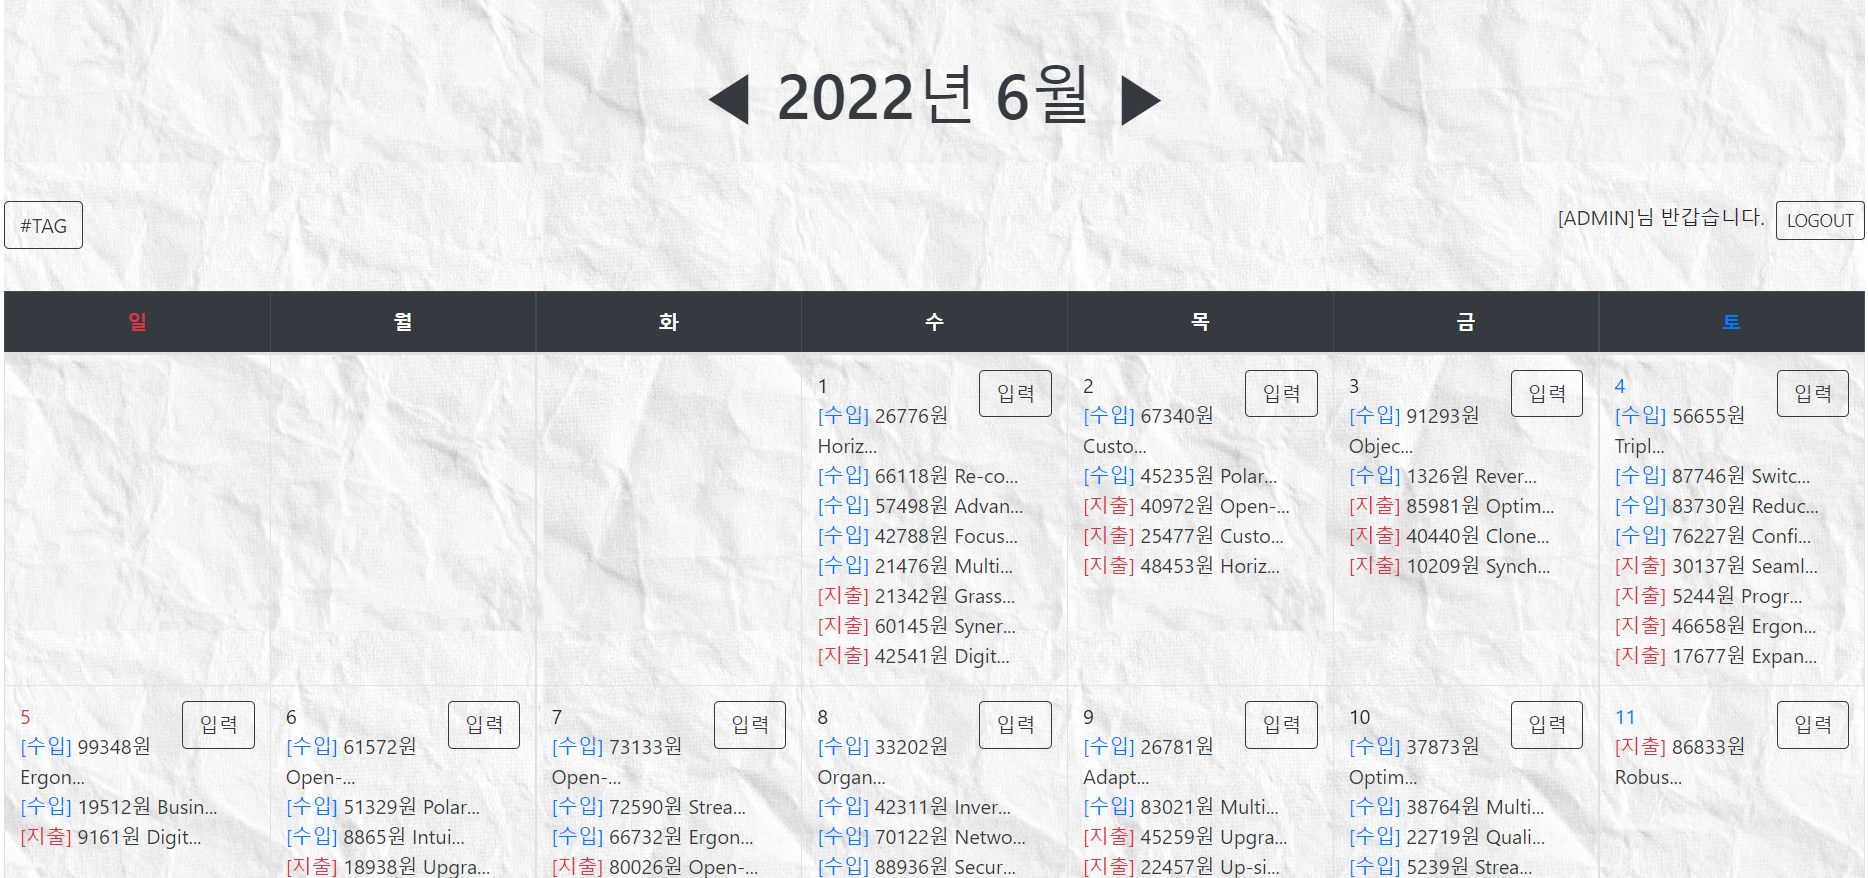 ◀ 2022년 6월 ▶
#TAG
[ADMIN]님 반갑습니다. LOGOUT
일 월 화 수 목 금 토
1 입력
[수입] 26776원
Horiz...
[수입] 66118원 Re-co...
[수입] 57498원 Advan...
[수입] 42788원 Focus...
[수입] 21476원 Multi...
[지출] 21342원 Grass...
[지출] 60145원 Syner...
[지출] 42541원 Digit...
2 입력
[수입] 67340원
Custo...
[수입] 45235원 Polar...
[지출] 40972원 Open-...
[지출] 25477원 Custo...
[지출] 48453원 Horiz...
3 입력
[수입] 91293원
Objec...
[수입] 1326원 Rever...
[지출] 85981원 Optim...
[지출] 40440원 Clone...
[지출] 10209원 Synch...
4 입력
[수입] 56655원
Tripl...
[수입] 87746원 Switc...
[수입] 83730원 Reduc...
[수입] 76227원 Confi...
[지출] 30137원 Seaml...
[지출] 5244원 Progr...
[지출] 46658원 Ergon...
[지출] 17677원 Expan...
5 입력
[수입] 99348원
Ergon...
[수입] 19512원 Busin...
[지출] 9161원 Digit...
6 입력
[수입] 61572원
Open-...
[수입] 51329원 Polar...
[수입] 8865원 Intui...
[지출] 18938원 Upgra...
7 입력
[수입] 73133원
Open-...
[수입] 72590원 Strea...
[수입] 66732원 Ergon...
[지출] 80026원 Open-...
8 입력
[수입] 33202원
Organ...
[수입] 42311원 Inver...
[수입] 70122원 Netwo...
[수입] 88936원 Secur...
9 입력
[수입] 26781원
Adapt...
[수입] 83021원 Multi...
[지출] 45259원 Upgra...
[지출] 22457원 Up-si...
10 입력
[수입] 37873원
Optim...
[수입] 38764원 Multi...
[수입] 22719원 Quali...
[수입] 5239원 Strea...
11 입력
[지출] 86833원
Robus...